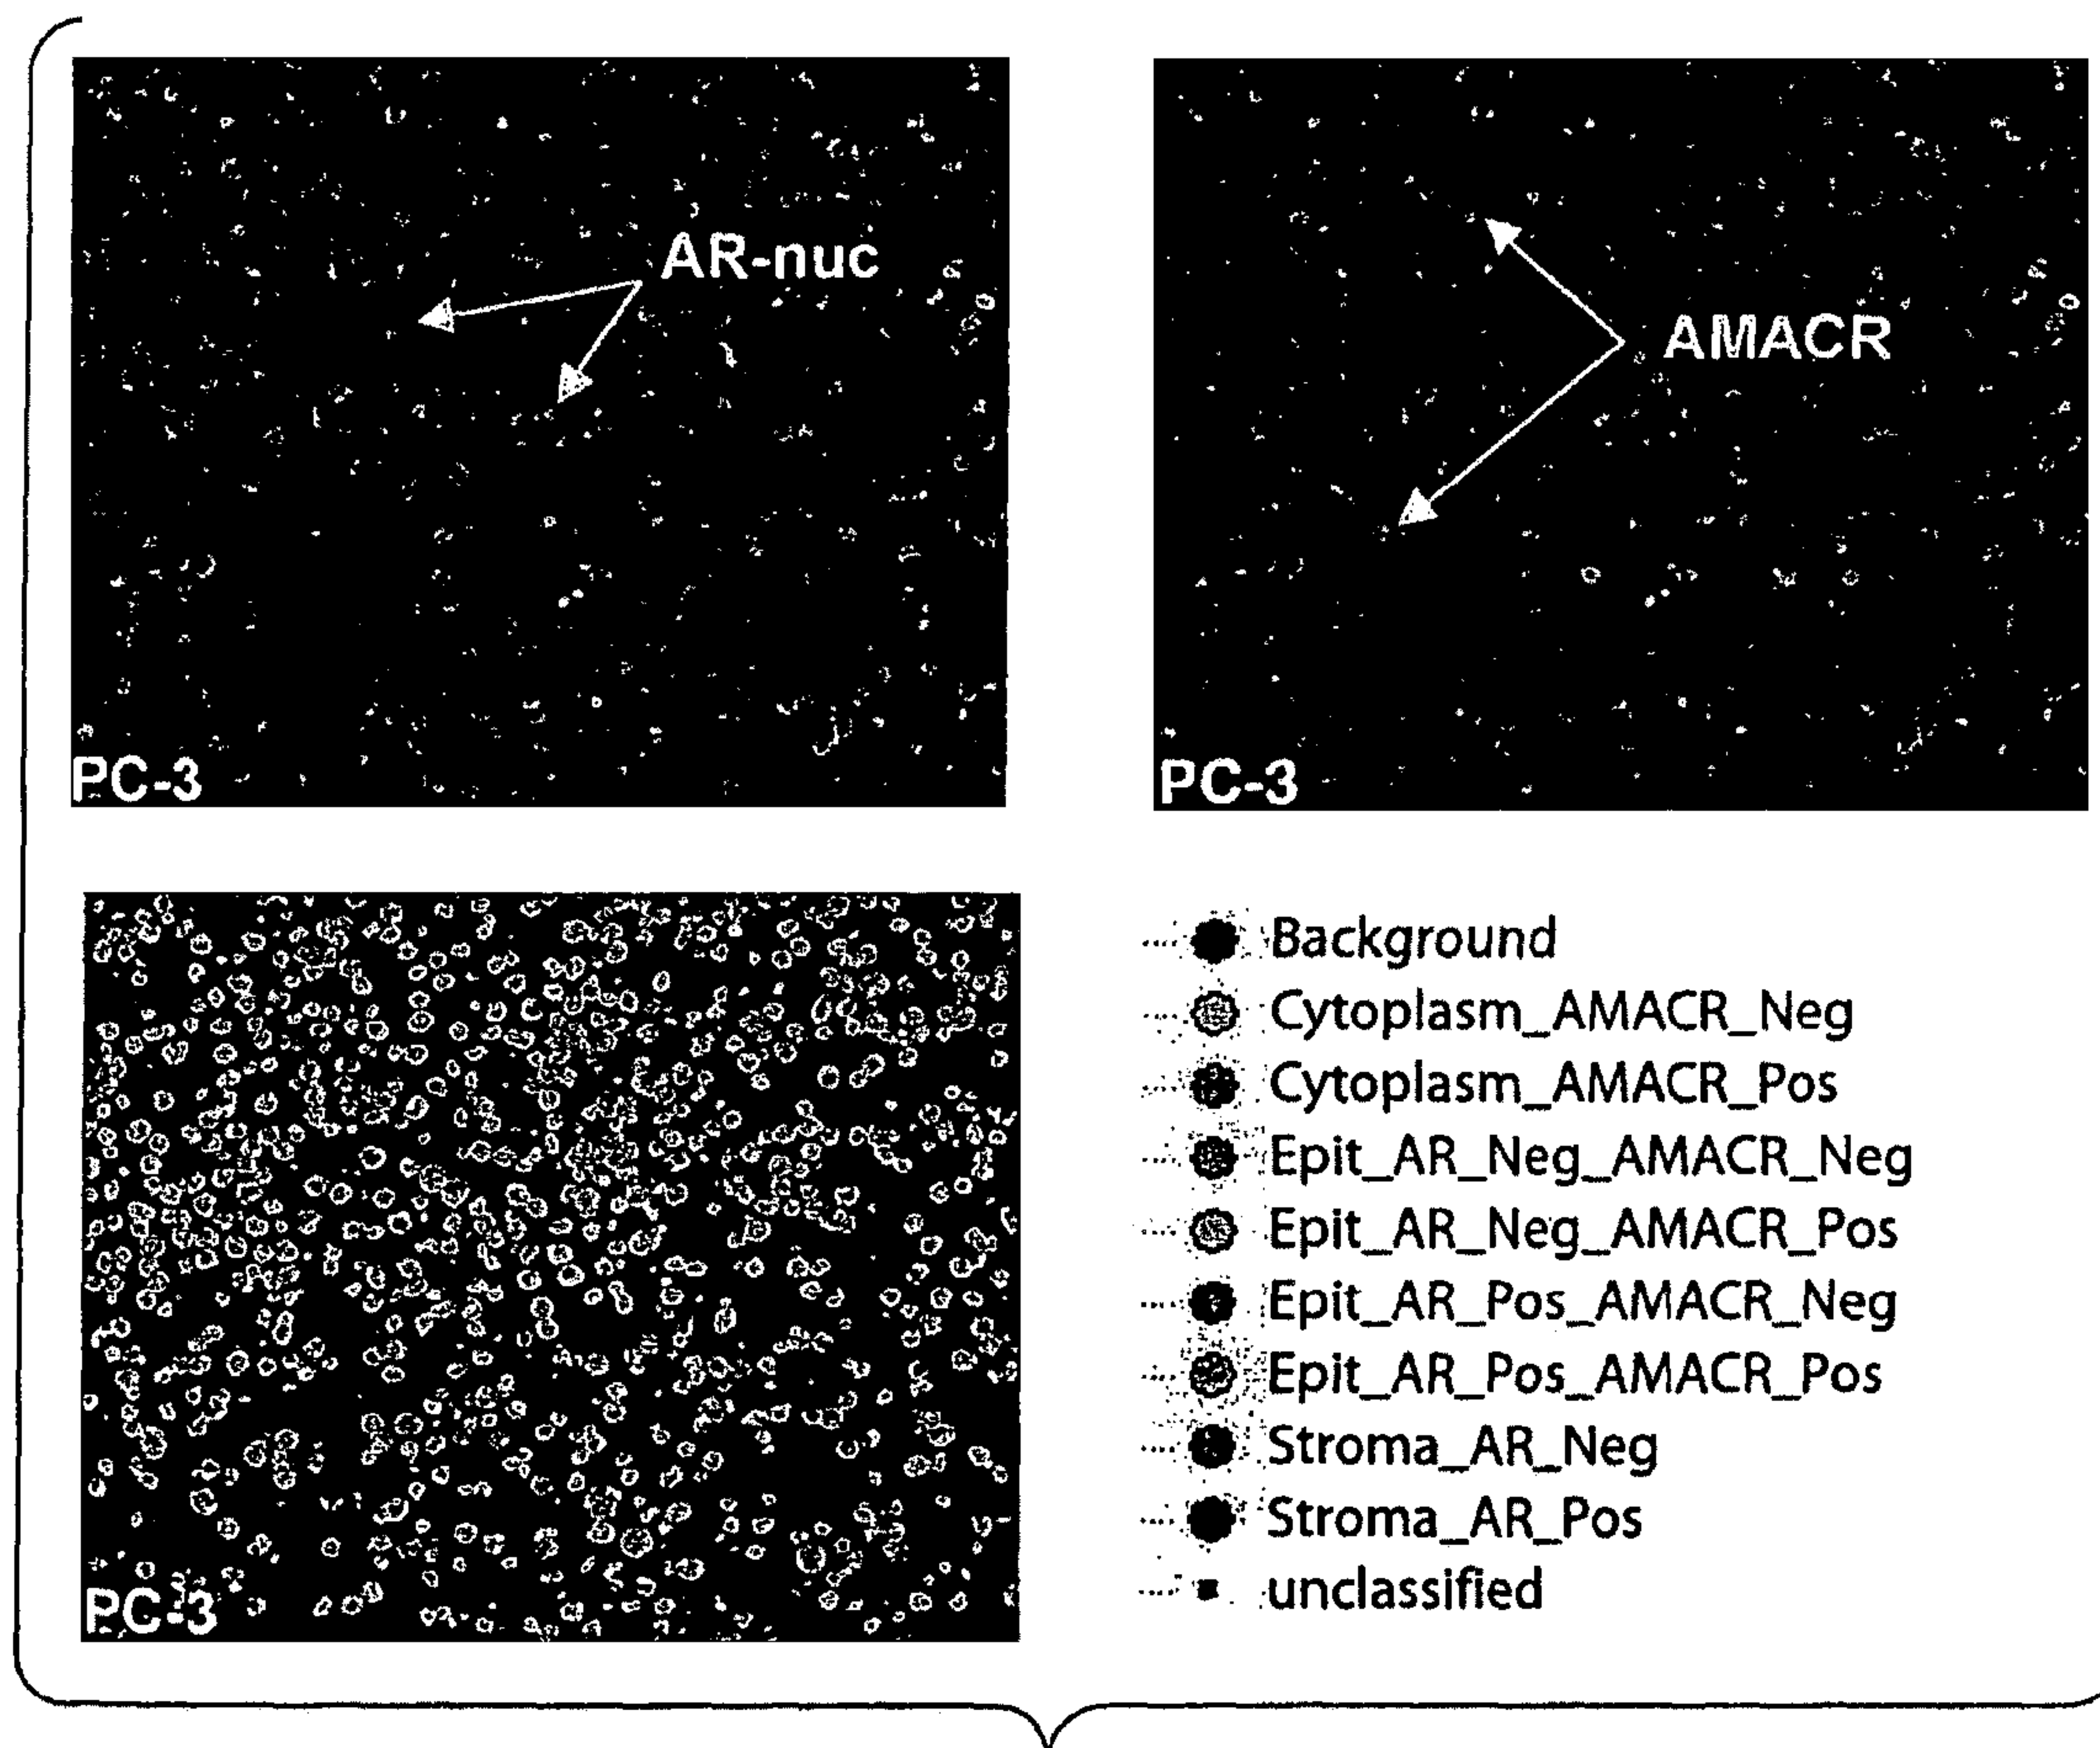 AR-nuc
PC-3
AMACR
PC-3
PC-3
Background
Cytoplasm_AMACR_Neg
Cytoplasm_AMACR_Pos
Epit_AR_Neg_AMACR_Neg
Epit_AR_Neg_AMACR_Pos
Epit_AR_Pos_AMACR_Neg
Epit_AR_Pos_AMACR_Pos
Stroma_AR_Neg
Stroma_AR_Pos
unclassified